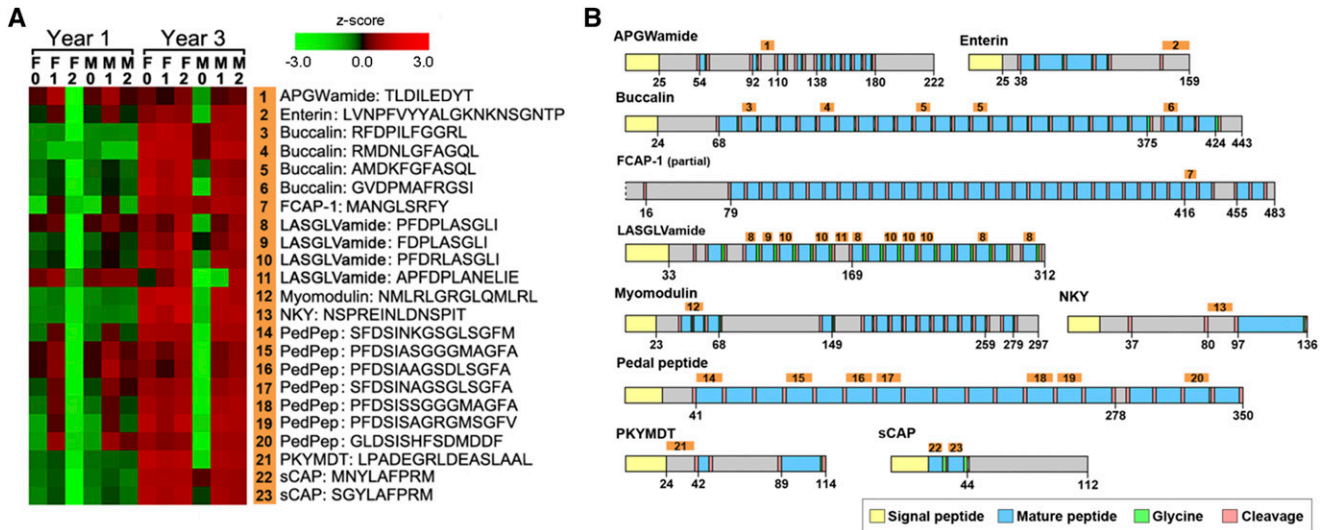 A
Year 1 Year 3
F F F M M M F F F M M M
0 1 2 0 1 2 0 1 2 0 1 2
z-score
-3.0 0.0 3.0
1 APGWamide: TLDILEDYT
2 Enterin: LVNPFVYYALGKNKNSGNTP
3 Buccalin: RFDPILFGGRL
4 Buccalin: RMDNLGFAGQL
5 Buccalin: AMDKFGFASQL
6 Buccalin: GVDPMAFRGSI
7 FCAP-1: MANGLSRFY
8 LASGLVamide: PFDPLASGLI
9 LASGLVamide: FDPLASGLI
10 LASGLVamide: PFDRLASGLI
11 LASGLVamide: APFDPLANELIE
12 Myomodulin: NMLRLGRGLQMLRL
13 NKY: NSPREINLDNSPIT
14 PedPep: SFDSINKGSGLSGFM
15 PedPep: PFDSIASGGGMAGFA
16 PedPep: PFDSIAAGSDLSGFA
17 PedPep: SFDSINAGSGLSGFA
18 PedPep: PFDSISSGGGMAGFA
19 PedPep: PFDSISAGRGMSGFV
20 PedPep: GLDSISHFSDMDDF
21 PKYMDT: LPADEGRLDEASLAAL
22 sCAP: MNYLAFPRM
23 sCAP: SGYLAFPRM
B
APGWamide
1
25 54 92 110 138 180 222
Enterin
2
25 38 159
Buccalin
3 4 5 5 6
24 68 375 424 443
FCAP-1 (partial)
7
16 79 416 455 483
LASGLVamide
8 9 10 10 11 8 10 10 10 8 8
33 169 312
Myomodulin
12
23 68 149 259 279 297
NKY
13
37 80 97 136
Pedal peptide
14 15 16 17 18 19 20
41 278 350
PKYMDT
21
24 42 89 114
sCAP
22 23
44 112
Signal peptide Mature peptide Glycine Cleavage